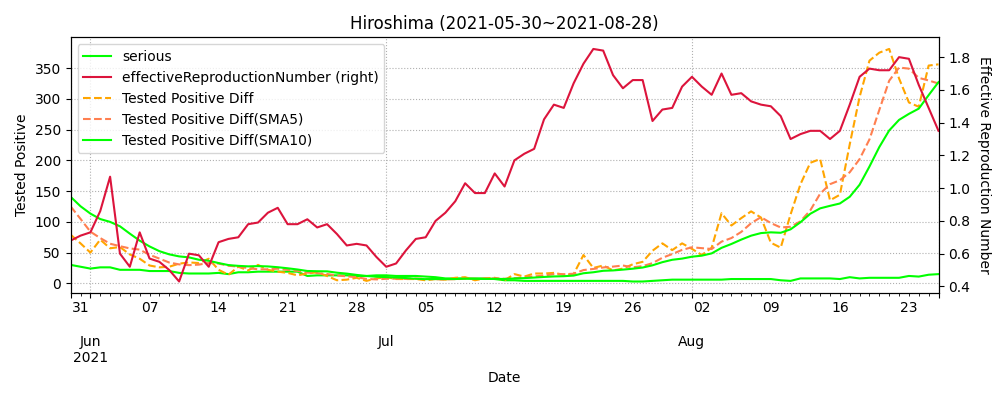 Hiroshima (2021-05-30~2021-08-28)
serious
effectiveReproductionNumber (right)
Tested Positive Diff
Tested Positive Diff(SMA5)
Tested Positive Diff(SMA10)
Tested Positive
350
300
250
200
150
100
50
0
Effective Reproduction Number
1.8
1.6
1.4
1.2
1.0
0.8
0.6
0.4
31 07 14 21 28 05 12 19 26 02 09 16 23
Jun Jul Aug
2021
Date